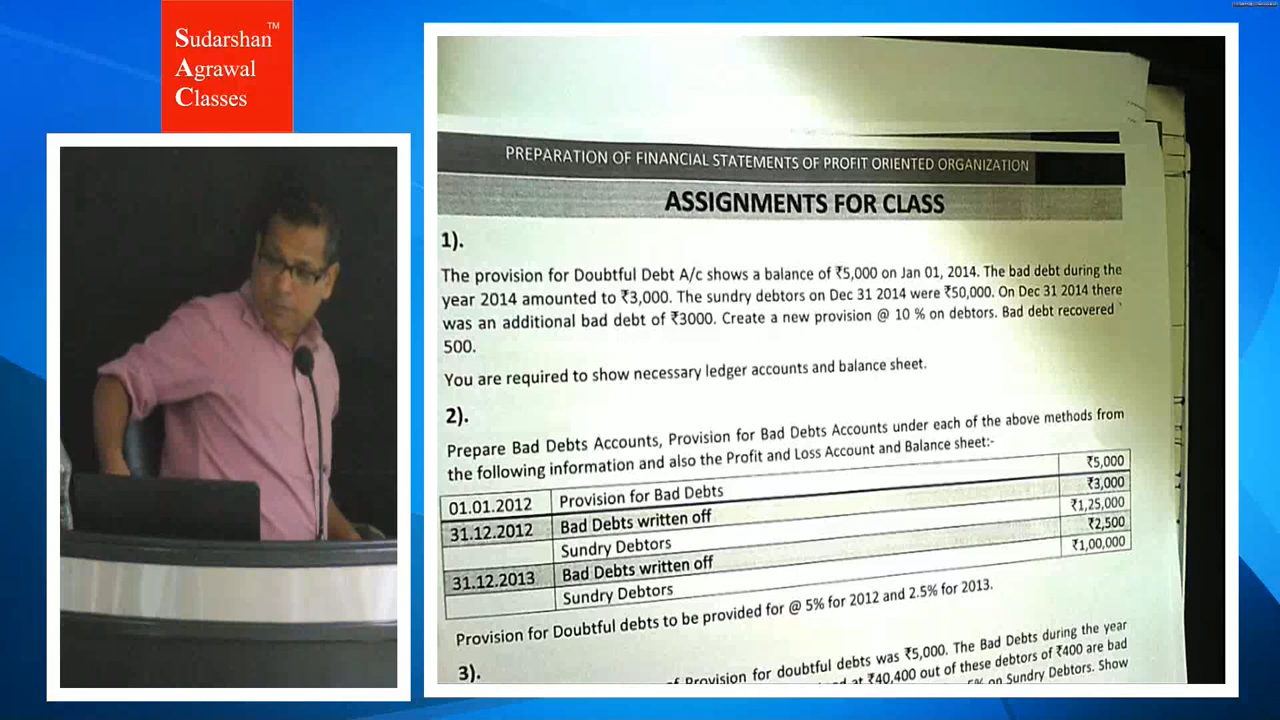 Sudarshan™
Agrawal
Classes
PREPARATION OF FINANCIAL STATEMENTS OF PROFIT ORIENTED ORGANIZATION
ASSIGNMENTS FOR CLASS
1).
The provision for Doubtful Debt A/c shows a balance of ₹5,000 on Jan 01, 2014. The bad debt during the
year 2014 amounted to ₹3,000. The sundry debtors on Dec 31 2014 were ₹50,000. On Dec 31 2014 there
was an additional bad debt of ₹3000. Create a new provision @ 10 % on debtors. Bad debt recovered `
500.
You are required to show necessary ledger accounts and balance sheet.
2).
Prepare Bad Debts Accounts, Provision for Bad Debts Accounts under each of the above methods from
the following information and also the Profit and Loss Account and Balance sheet:-
01.01.2012 Provision for Bad Debts ₹5,000
31.12.2012 Bad Debts written off ₹3,000
Sundry Debtors ₹1,25,000
31.12.2013 Bad Debts written off ₹2,500
Sundry Debtors ₹1,00,000
Provision for Doubtful debts to be provided for @ 5% for 2012 and 2.5% for 2013.
3).
Provision for doubtful debts was ₹5,000. The Bad Debts during the year
at ₹40,400 out of these debtors of ₹400 are bad
on Sundry Debtors. Show